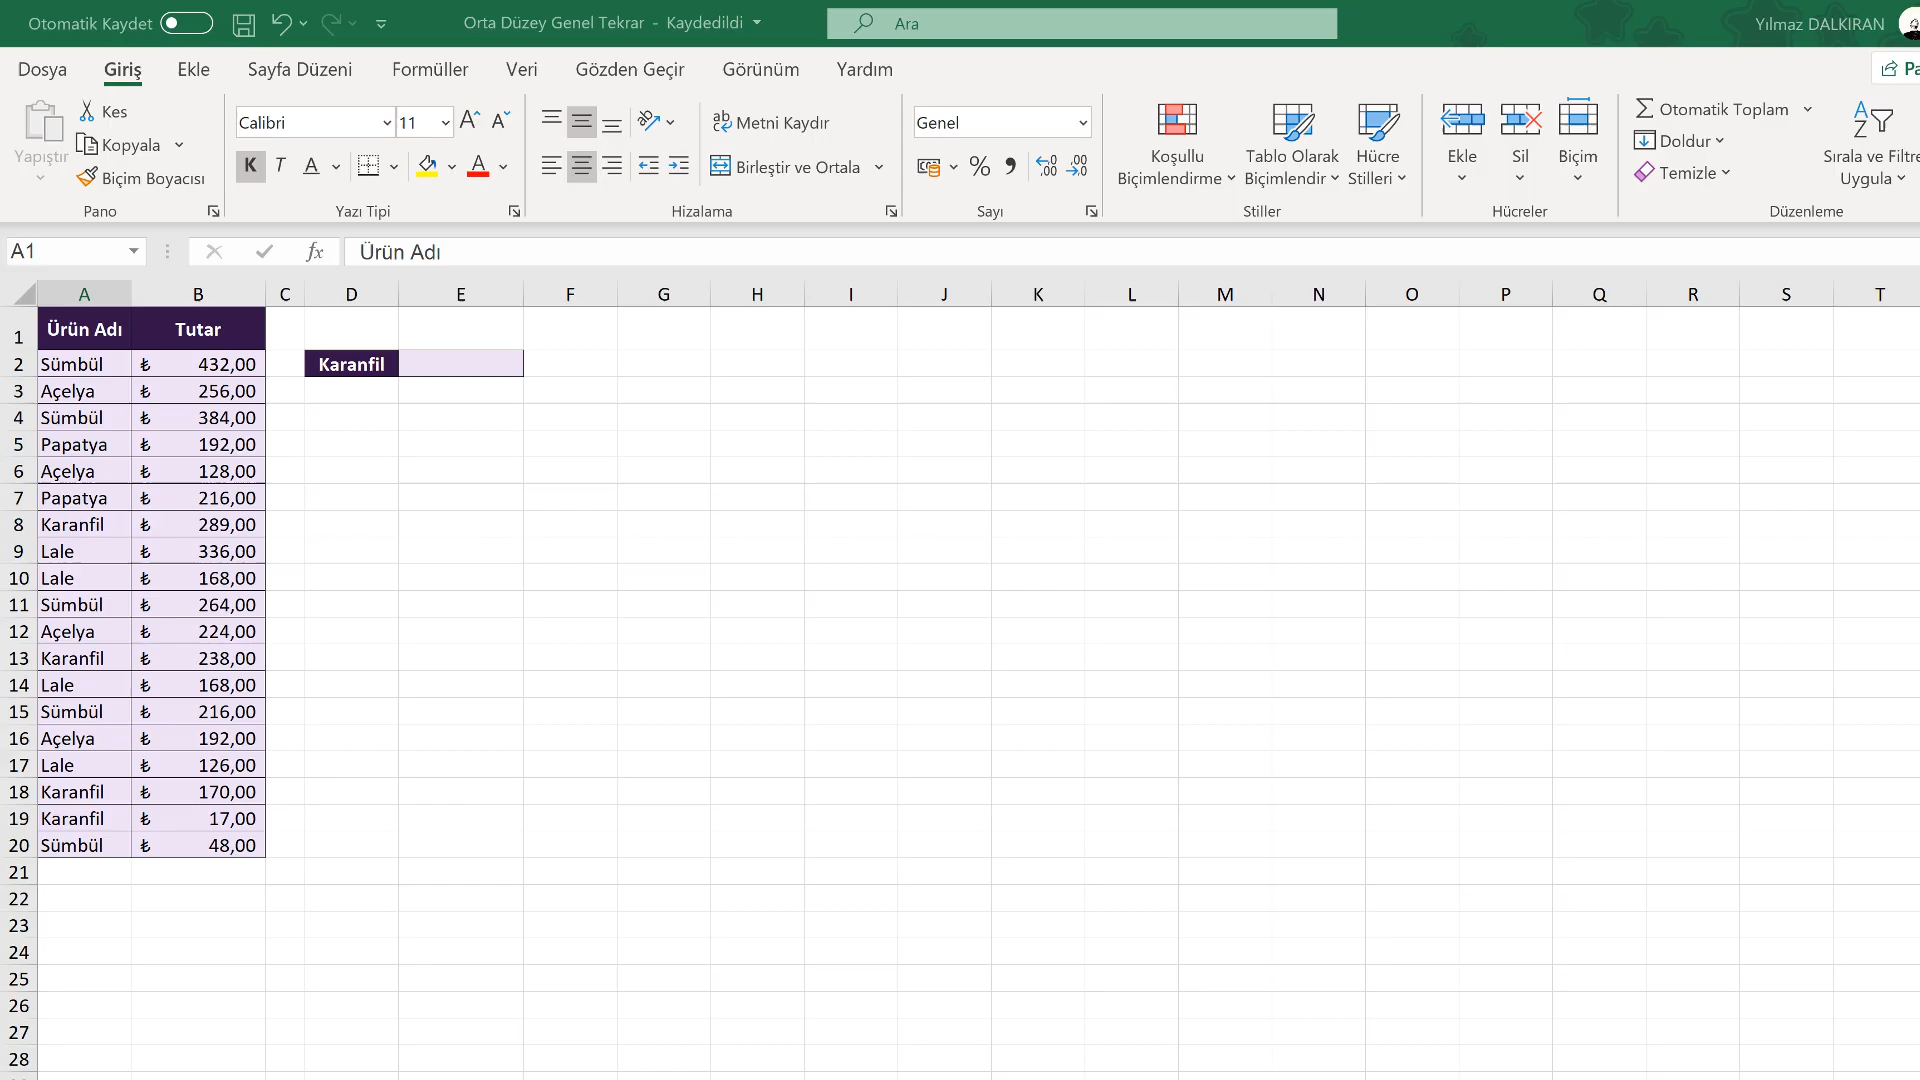 Otomatik Kaydet
Orta Düzey Genel Tekrar - Kaydedildi
Ara
Yılmaz DALKIRAN
Dosya Giriş Ekle Sayfa Düzeni Formüller Veri Gözden Geçir Görünüm Yardım
Yapıştır
Kes
Kopyala
Biçim Boyacısı
Pano
Calibri 11
K T A A
Yazı Tipi
Metni Kaydır
Birleştir ve Ortala
Hizalama
Genel
%
Sayı
Koşullu Biçimlendirme
Tablo Olarak Biçimlendir
Hücre Stilleri
Stiller
Ekle Sil Biçim
Hücreler
Otomatik Toplam
Doldur
Temizle
Sırala ve Filtre
Uygula
Düzenleme
A1 fx Ürün Adı
A B C D E F G H I J K L M N O P Q R S T
1 Ürün Adı Tutar
2 Sümbül ₺ 432,00 Karanfil
3 Açelya ₺ 256,00
4 Sümbül ₺ 384,00
5 Papatya ₺ 192,00
6 Açelya ₺ 128,00
7 Papatya ₺ 216,00
8 Karanfil ₺ 289,00
9 Lale ₺ 336,00
10 Lale ₺ 168,00
11 Sümbül ₺ 264,00
12 Açelya ₺ 224,00
13 Karanfil ₺ 238,00
14 Lale ₺ 168,00
15 Sümbül ₺ 216,00
16 Açelya ₺ 192,00
17 Lale ₺ 126,00
18 Karanfil ₺ 170,00
19 Karanfil ₺ 17,00
20 Sümbül ₺ 48,00
21
22
23
24
25
26
27
28